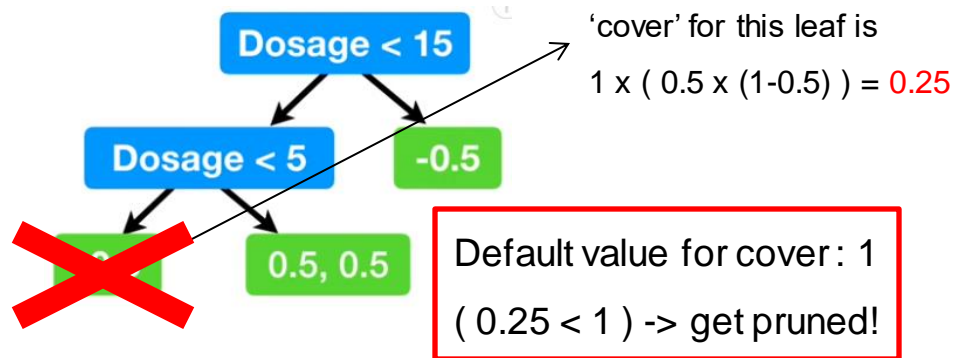 Dosage < 15
'cover' for this leaf is
1 x ( 0.5 x (1-0.5) ) = 0.25
Dosage < 5
-0.5
0.5, 0.5
Default value for cover : 1
( 0.25 < 1 ) -> get pruned!